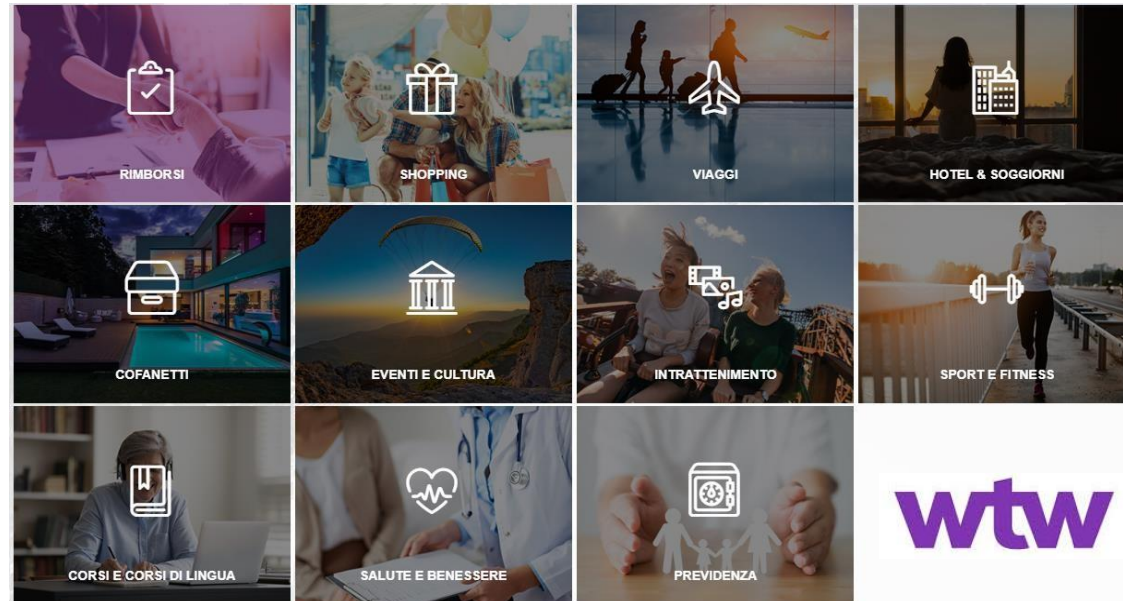 RIMBORSI
SHOPPING
VIAGGI
HOTEL & SOGGIORNI
COFANETTI
EVENTI E CULTURA
INTRATTENIMENTO
SPORT E FITNESS
CORSI E CORSI DI LINGUA
SALUTE E BENESSERE
PREVIDENZA
wtw